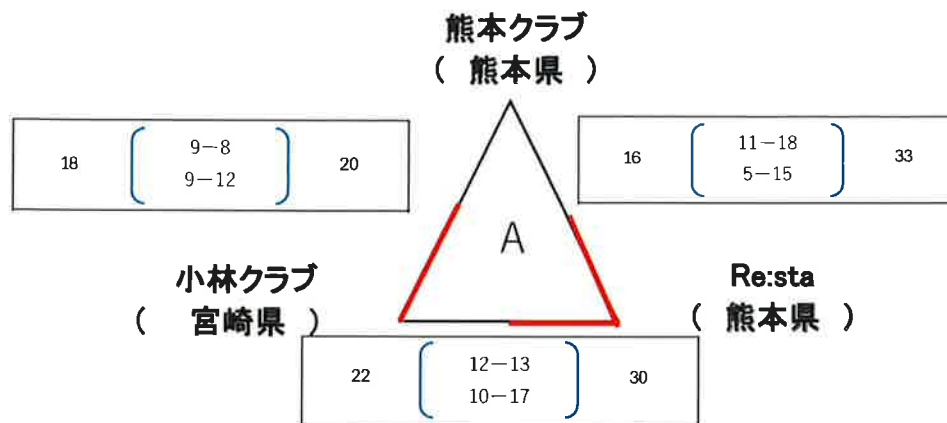 熊本クラブ
( 熊本県 )
18 9−8 9−12 20
16 11−18 5−15 33
A
小林クラブ
( 宮崎県 )
Re:sta
( 熊本県 )
22 12−13 10−17 30